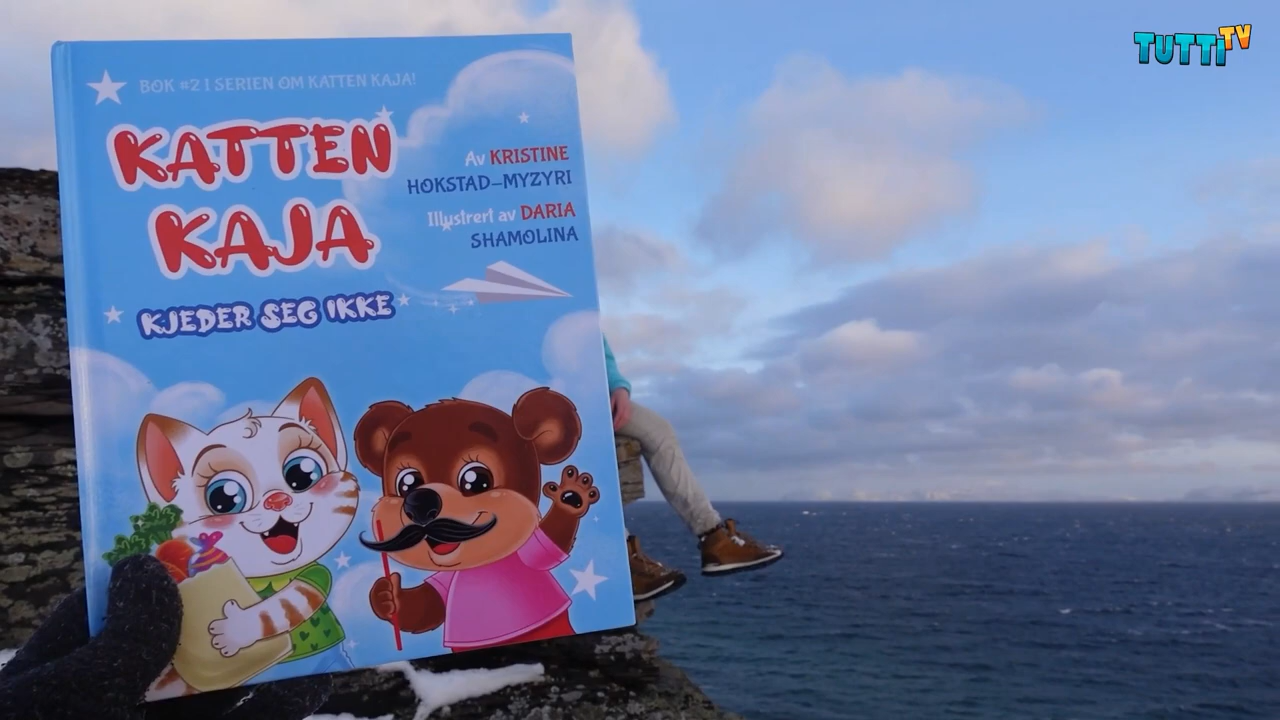 TUTTI TV
BOK #2 I SERIEN OM KATTEN KAJA!
KATTEN
KAJA
KJEDER SEG IKKE
Av KRISTINE
HOKSTAD-MYZYRI
Illustrert av DARIA
SHAMOLINA